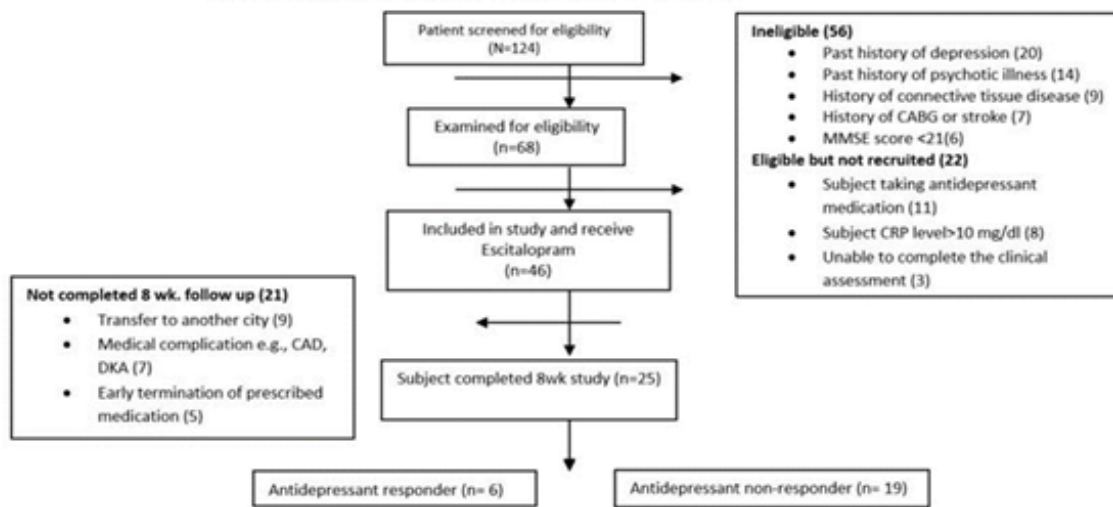 Patient screened for eligibility
(N=124)
Ineligible (56)
• Past history of depression (20)
• Past history of psychotic illness (14)
• History of connective tissue disease (9)
• History of CABG or stroke (7)
• MMSE score <21(6)
Eligible but not recruited (22)
• Subject taking antidepressant
medication (11)
• Subject CRP level>10 mg/dl (8)
• Unable to complete the clinical
assessment (3)
Examined for eligibility
(n=68)
Included in study and receive
Escitalopram
(n=46)
Not completed 8 wk. follow up (21)
• Transfer to another city (9)
• Medical complication e.g., CAD,
DKA (7)
• Early termination of prescribed
medication (5)
Subject completed 8wk study (n=25)
Antidepressant responder (n= 6)
Antidepressant non-responder (n= 19)